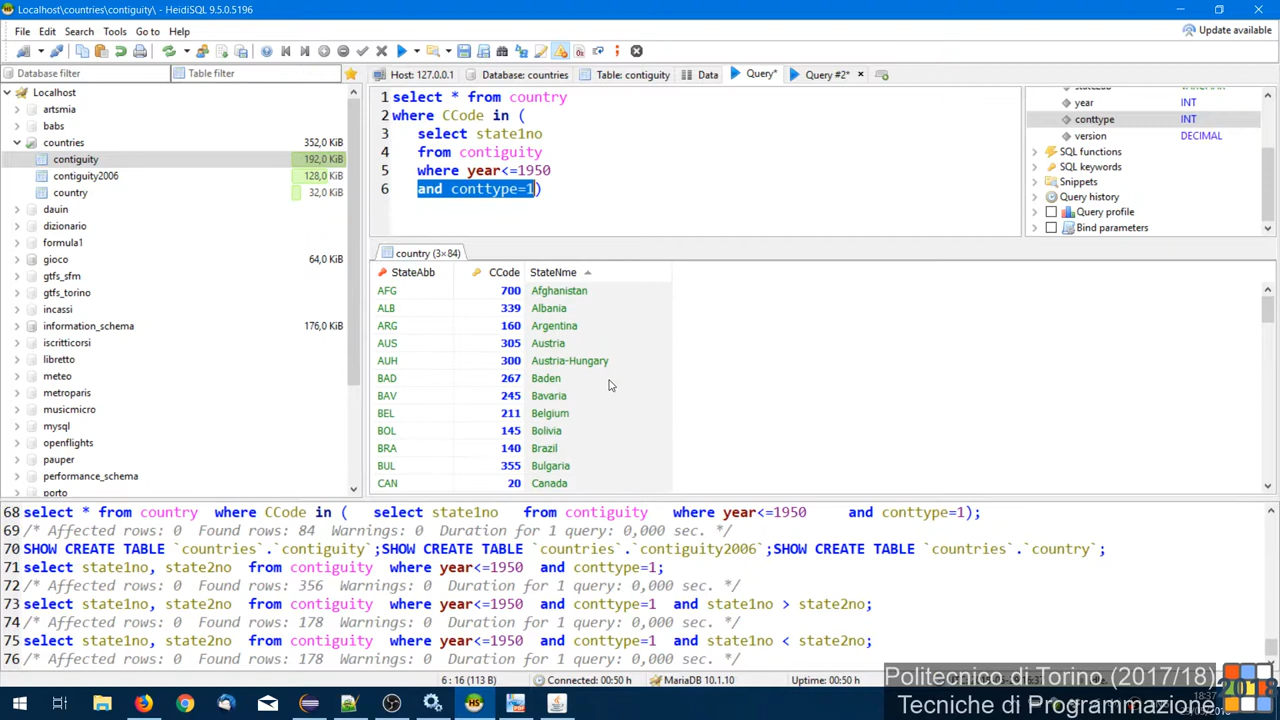 Localhost\countries\contiguity\ - HeidiSQL 9.5.0.5196
File Edit Search Tools Go to Help
Update available
Database filter
Table filter
Host: 127.0.0.1
Database: countries
Table: contiguity
Data
Query*
Query #2*
Localhost
artsmia
babs
countries 352,0 KiB
contiguity 192,0 KiB
contiguity2006 128,0 KiB
country 32,0 KiB
dauin
dizionario
formula1
gioco 64,0 KiB
gtfs_sfm
gtfs_torino
incassi
information_schema 176,0 KiB
iscritticorsi
libretto
meteo
metroparis
musicmicro
mysql
openflights
pauper
performance_schema
porto
1 select * from country
2 where CCode in (
3 select state1no
4 from contiguity
5 where year<=1950
6 and conttype=1)
year INT
conttype INT
version DECIMAL
SQL functions
SQL keywords
Snippets
Query history
Query profile
Bind parameters
country (3×84)
StateAbb CCode StateNme
AFG 700 Afghanistan
ALB 339 Albania
ARG 160 Argentina
AUS 305 Austria
AUH 300 Austria-Hungary
BAD 267 Baden
BAV 245 Bavaria
BEL 211 Belgium
BOL 145 Bolivia
BRA 140 Brazil
BUL 355 Bulgaria
CAN 20 Canada
68 select * from country where CCode in ( select state1no from contiguity where year<=1950 and conttype=1);
69 /* Affected rows: 0 Found rows: 84 Warnings: 0 Duration for 1 query: 0,000 sec. */
70 SHOW CREATE TABLE `countries`.`contiguity`;SHOW CREATE TABLE `countries`.`contiguity2006`;SHOW CREATE TABLE `countries`.`country`;
71 select state1no, state2no from contiguity where year<=1950 and conttype=1;
72 /* Affected rows: 0 Found rows: 356 Warnings: 0 Duration for 1 query: 0,000 sec. */
73 select state1no, state2no from contiguity where year<=1950 and conttype=1 and state1no > state2no;
74 /* Affected rows: 0 Found rows: 178 Warnings: 0 Duration for 1 query: 0,000 sec. */
75 select state1no, state2no from contiguity where year<=1950 and conttype=1 and state1no < state2no;
76 /* Affected rows: 0 Found rows: 178 Warnings: 0 Duration for 1 query: 0,000 sec. */
6 : 16 (113 B)
Connected: 00:50 h
MariaDB 10.1.10
Uptime: 00:50 h
Politecnico di Torino (2017/18)
Tecniche di Programmazione
18:37
2018